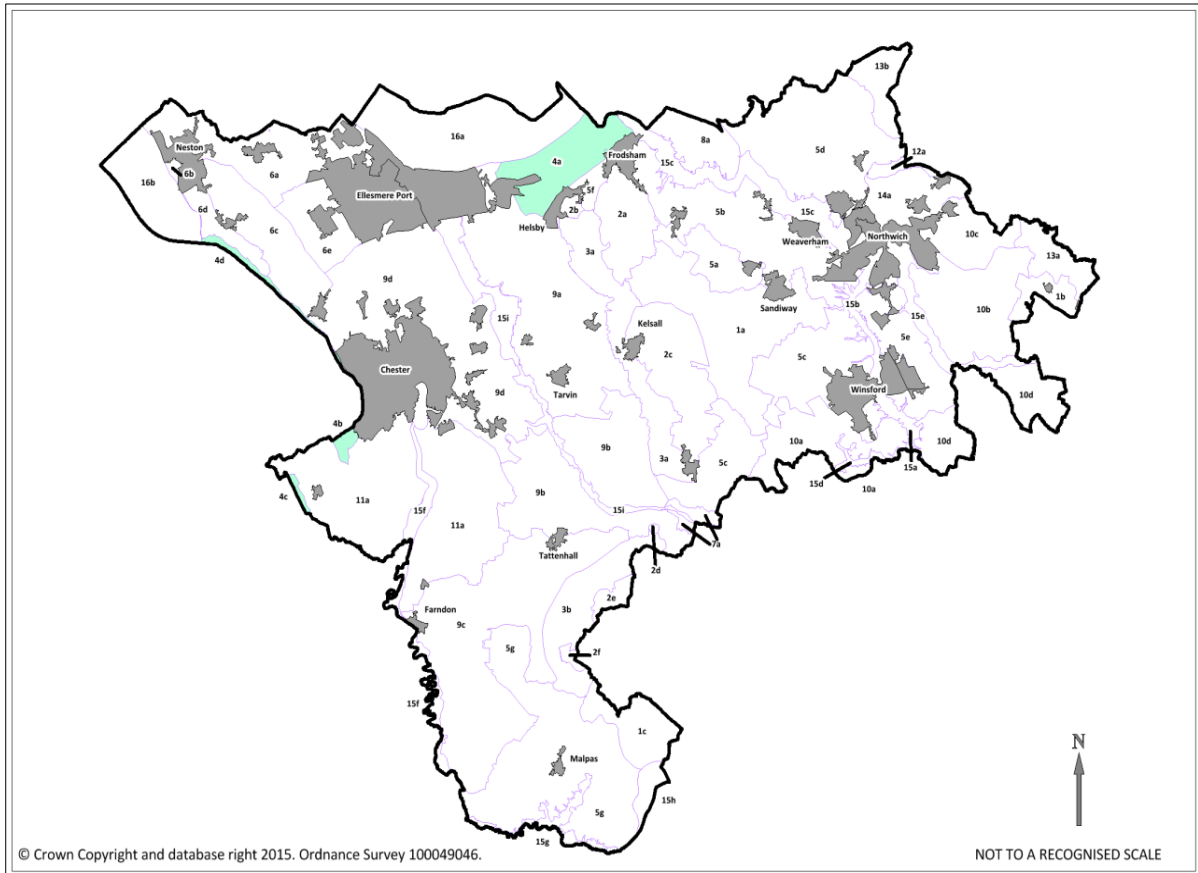 13b
16a
8a
5d
12a
Neston
6a
4a
Frodsham
15c
6b
16b
Ellesmere Port
5f
14a
6d
2b
2a
5b
15c
6c
Helsby
Weaverham
Northwich
10c
6e
3a
4d
5a
13a
9d
9a
1b
Sandiway
15b
10b
15i
Kelsall
1a
15e
2c
5c
5e
Chester
9d
Tarvin
Winsford
10d
4b
10a
10d
9b
3a
5c
15a
15d
10a
4c
11a
15f
11a
9b
15i
7a
Tattenhall
2d
2e
3b
Farndon
9c
5g
2f
15f
1c
N
Malpas
15h
5g
15g
© Crown Copyright and database right 2015. Ordnance Survey 100049046.
NOT TO A RECOGNISED SCALE